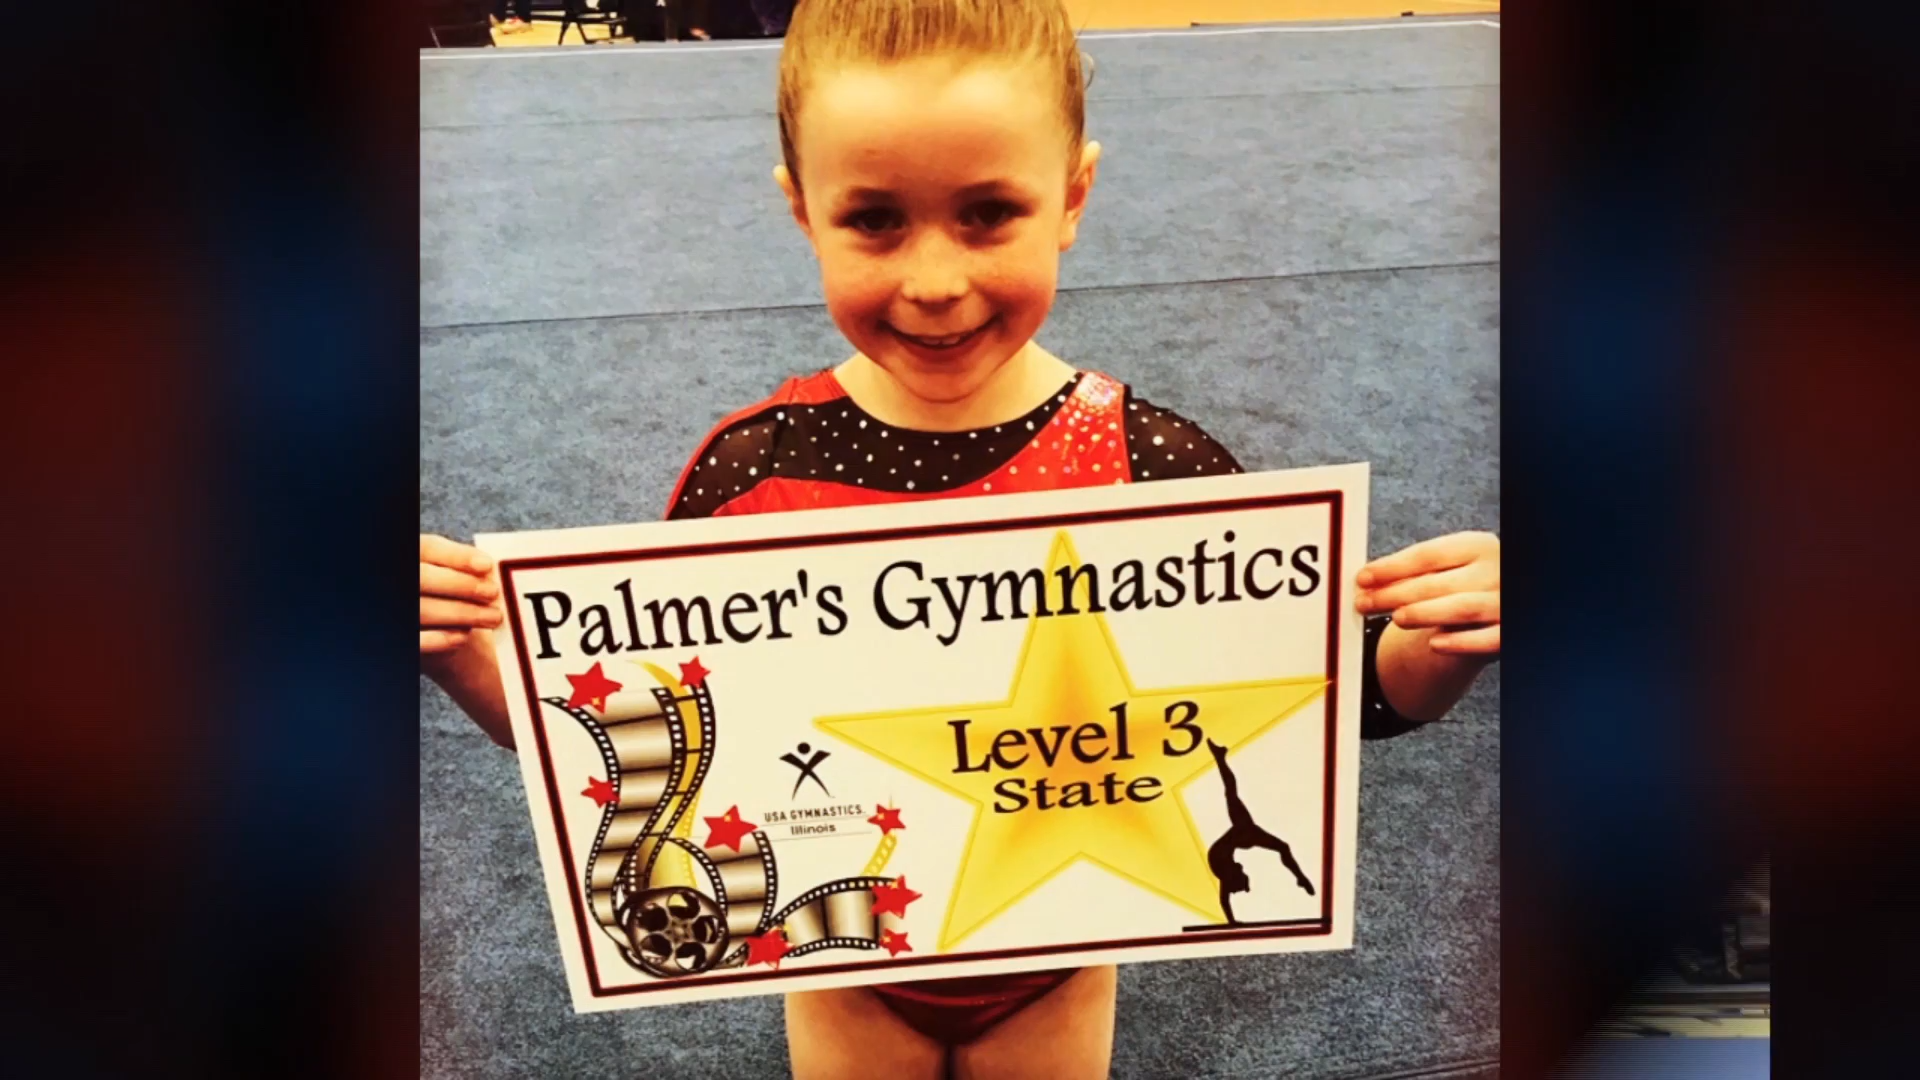 Palmer's Gymnastics
Level 3
State
USA GYMNASTICS.
Illinois